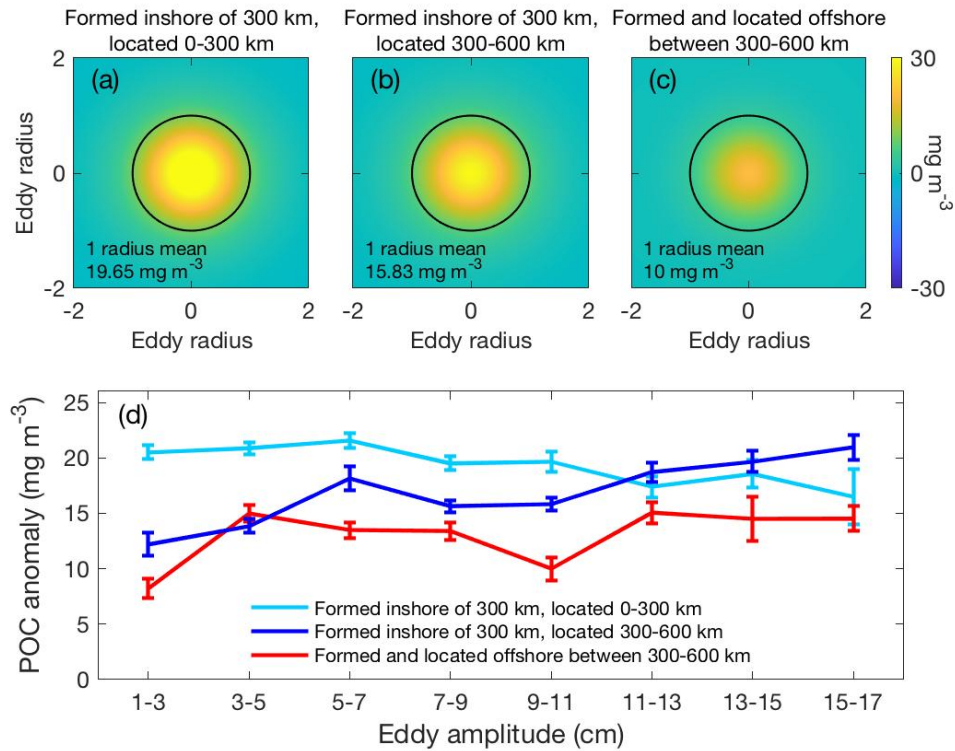 Formed inshore of 300 km,
located 0-300 km
Formed inshore of 300 km,
located 300-600 km
Formed and located offshore
between 300-600 km
(a)
(b)
(c)
2
0
-2
Eddy radius
1 radius mean
19.65 mg m⁻³
1 radius mean
15.83 mg m⁻³
1 radius mean
10 mg m⁻³
-2 0 2
-2 0 2
-2 0 2
Eddy radius
Eddy radius
Eddy radius
30
0
-30
mg m⁻³
(d)
25
20
15
10
5
0
POC anomaly (mg m⁻³)
Formed inshore of 300 km, located 0-300 km
Formed inshore of 300 km, located 300-600 km
Formed and located offshore between 300-600 km
1-3 3-5 5-7 7-9 9-11 11-13 13-15 15-17
Eddy amplitude (cm)